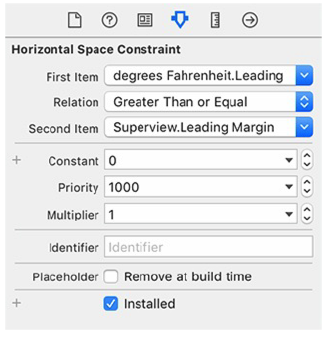 Horizontal Space Constraint
First Item degrees Fahrenheit.Leading
Relation Greater Than or Equal
Second Item Superview.Leading Margin
+ Constant 0
Priority 1000
Multiplier 1
Identifier Identifier
Placeholder Remove at build time
+ Installed